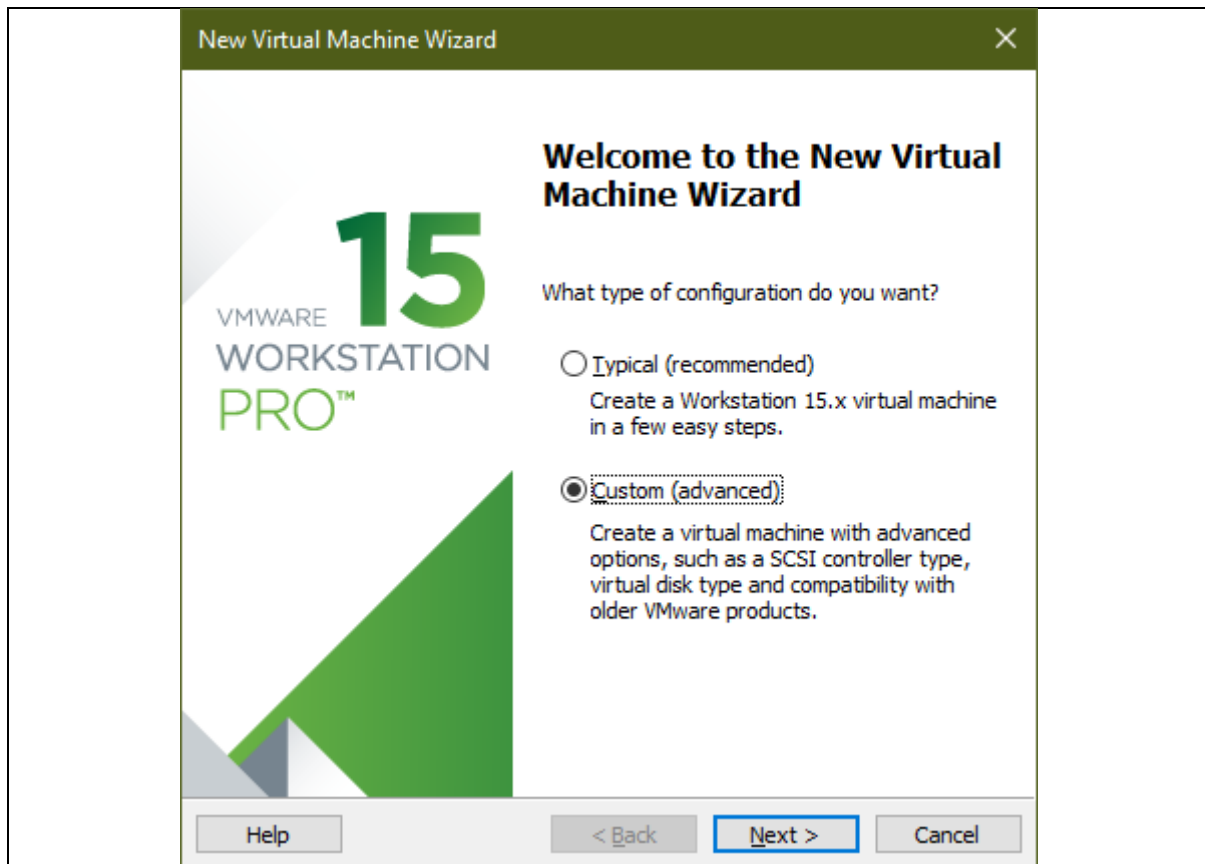 New Virtual Machine Wizard
Welcome to the New Virtual
Machine Wizard
15
VMWARE
WORKSTATION
PRO™
What type of configuration do you want?
Typical (recommended)
Create a Workstation 15.x virtual machine
in a few easy steps.
Custom (advanced)
Create a virtual machine with advanced
options, such as a SCSI controller type,
virtual disk type and compatibility with
older VMware products.
Help
< Back
Next >
Cancel